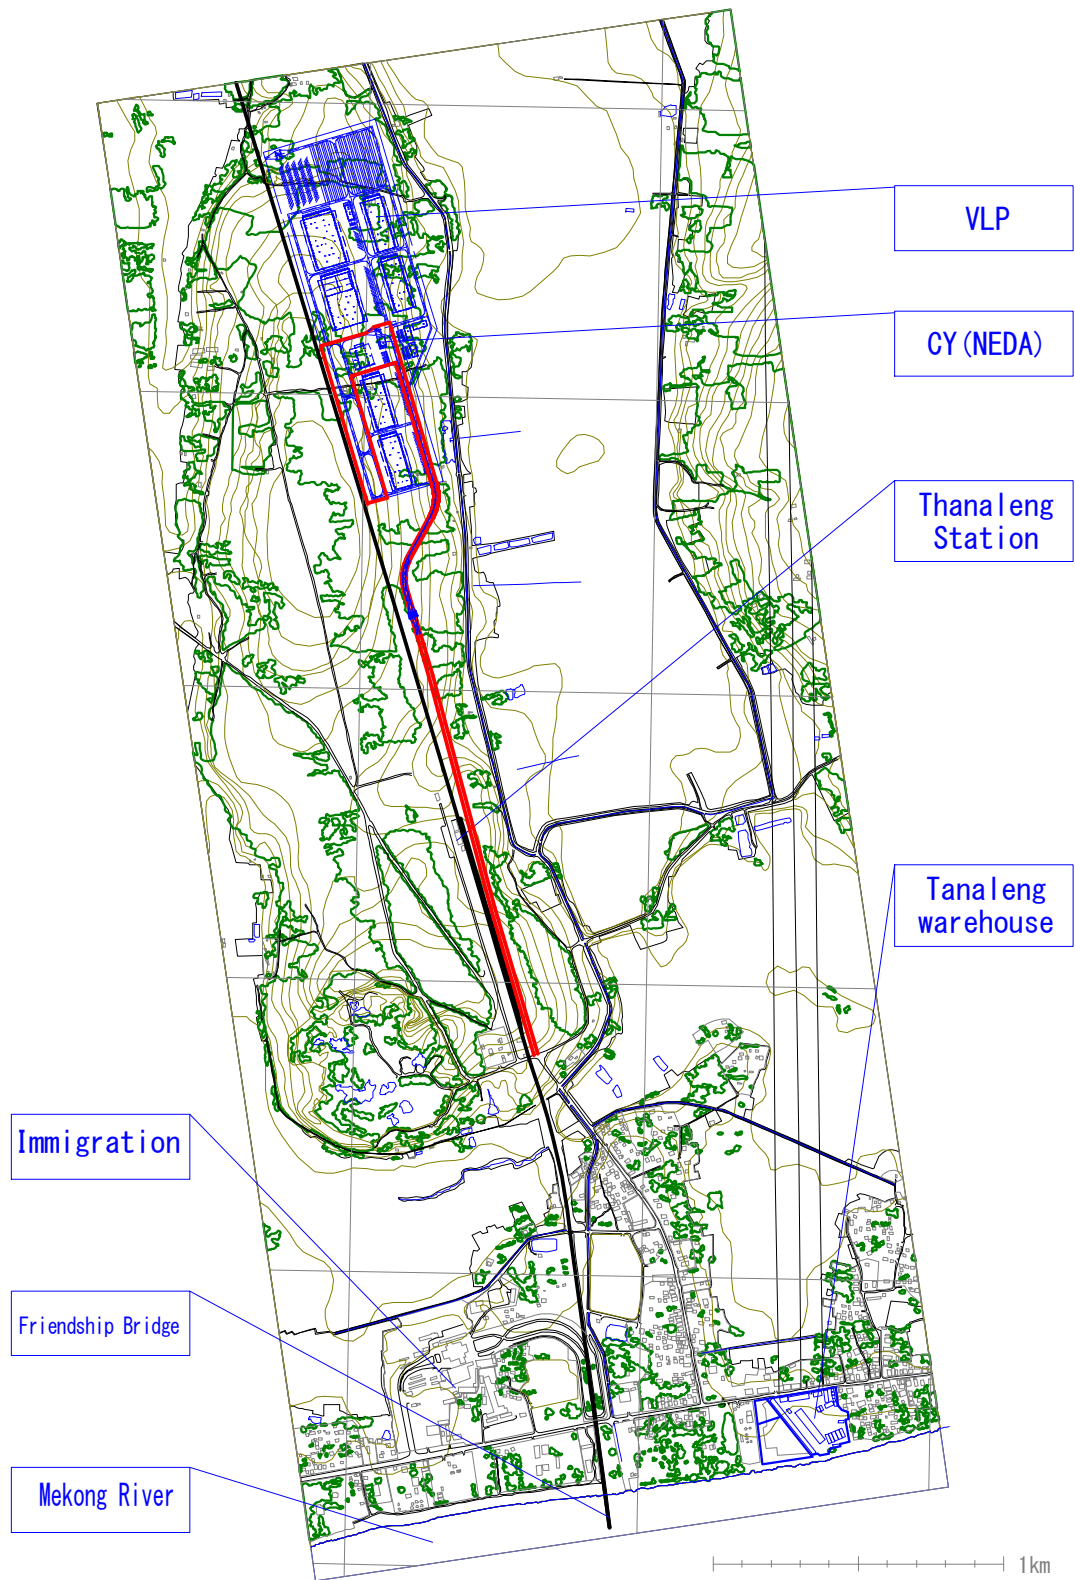 VLP
CY(NEDA)
Thanaleng
Station
Tanaleng
warehouse
Immigration
Friendship Bridge
Mekong River
1km